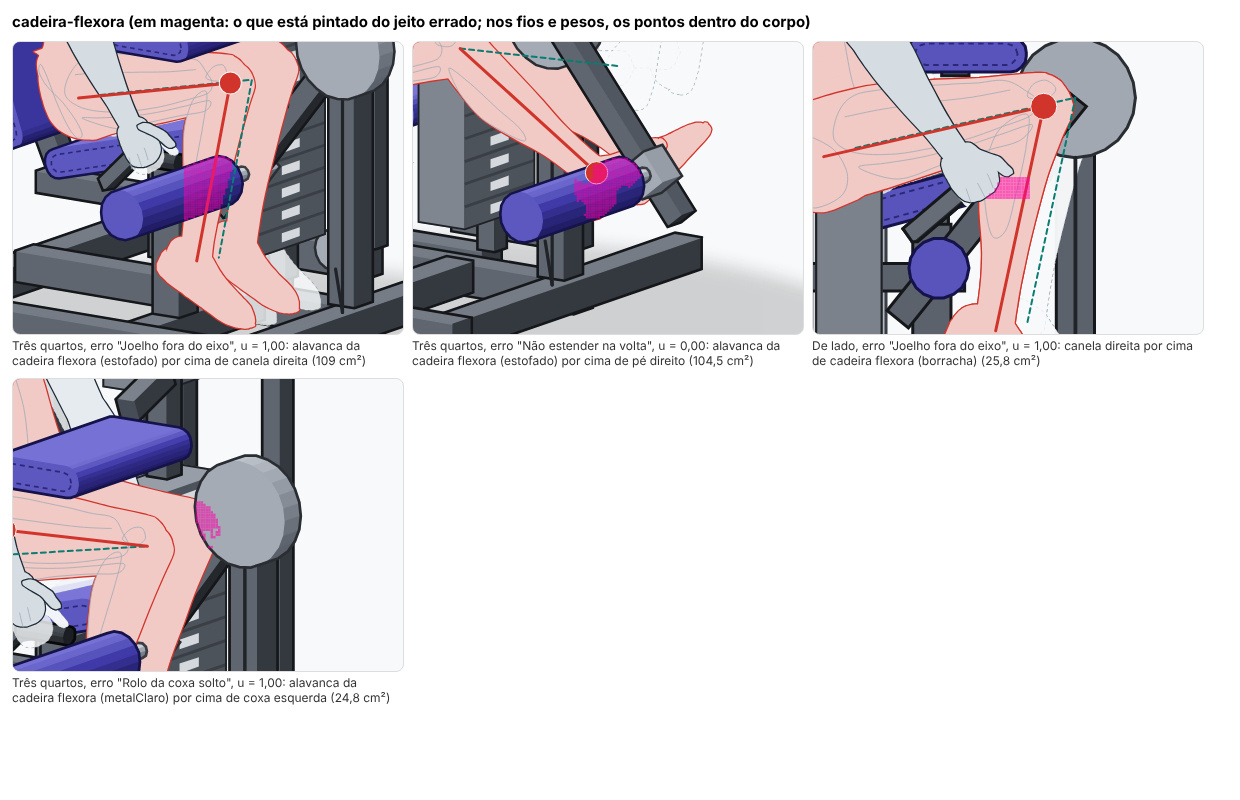 cadeira-flexora (em magenta: o que está pintado do jeito errado; nos fios e pesos, os pontos dentro do corpo)
Três quartos, erro "Joelho fora do eixo", u = 1,00: alavanca da
cadeira flexora (estofado) por cima de canela direita (109 cm²)
Três quartos, erro "Não estender na volta", u = 0,00: alavanca da
cadeira flexora (estofado) por cima de pé direito (104,5 cm²)
De lado, erro "Joelho fora do eixo", u = 1,00: canela direita por cima
de cadeira flexora (borracha) (25,8 cm²)
Três quartos, erro "Rolo da coxa solto", u = 1,00: alavanca da
cadeira flexora (metalClaro) por cima de coxa esquerda (24,8 cm²)